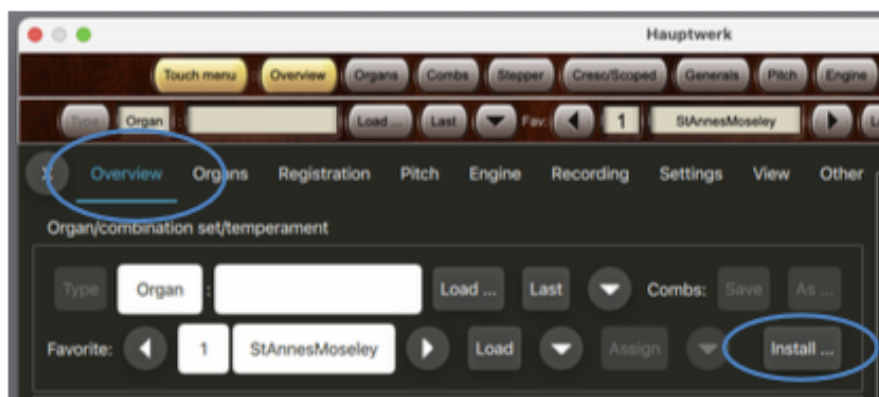 Hauptwerk
Touch menu : Overview Organs Combs Stepper Cresc/Scoped Generals Pitch Engine
Type Organ : Load ... Last Fav: 1 StAnnesMoseley
X Overview Organs Registration Pitch Engine Recording Settings View Other
Organ/combination set/temperament
Type Organ : Load ... Last Combs: Save As ...
Favorite: 1 StAnnesMoseley Load Assign Install ...